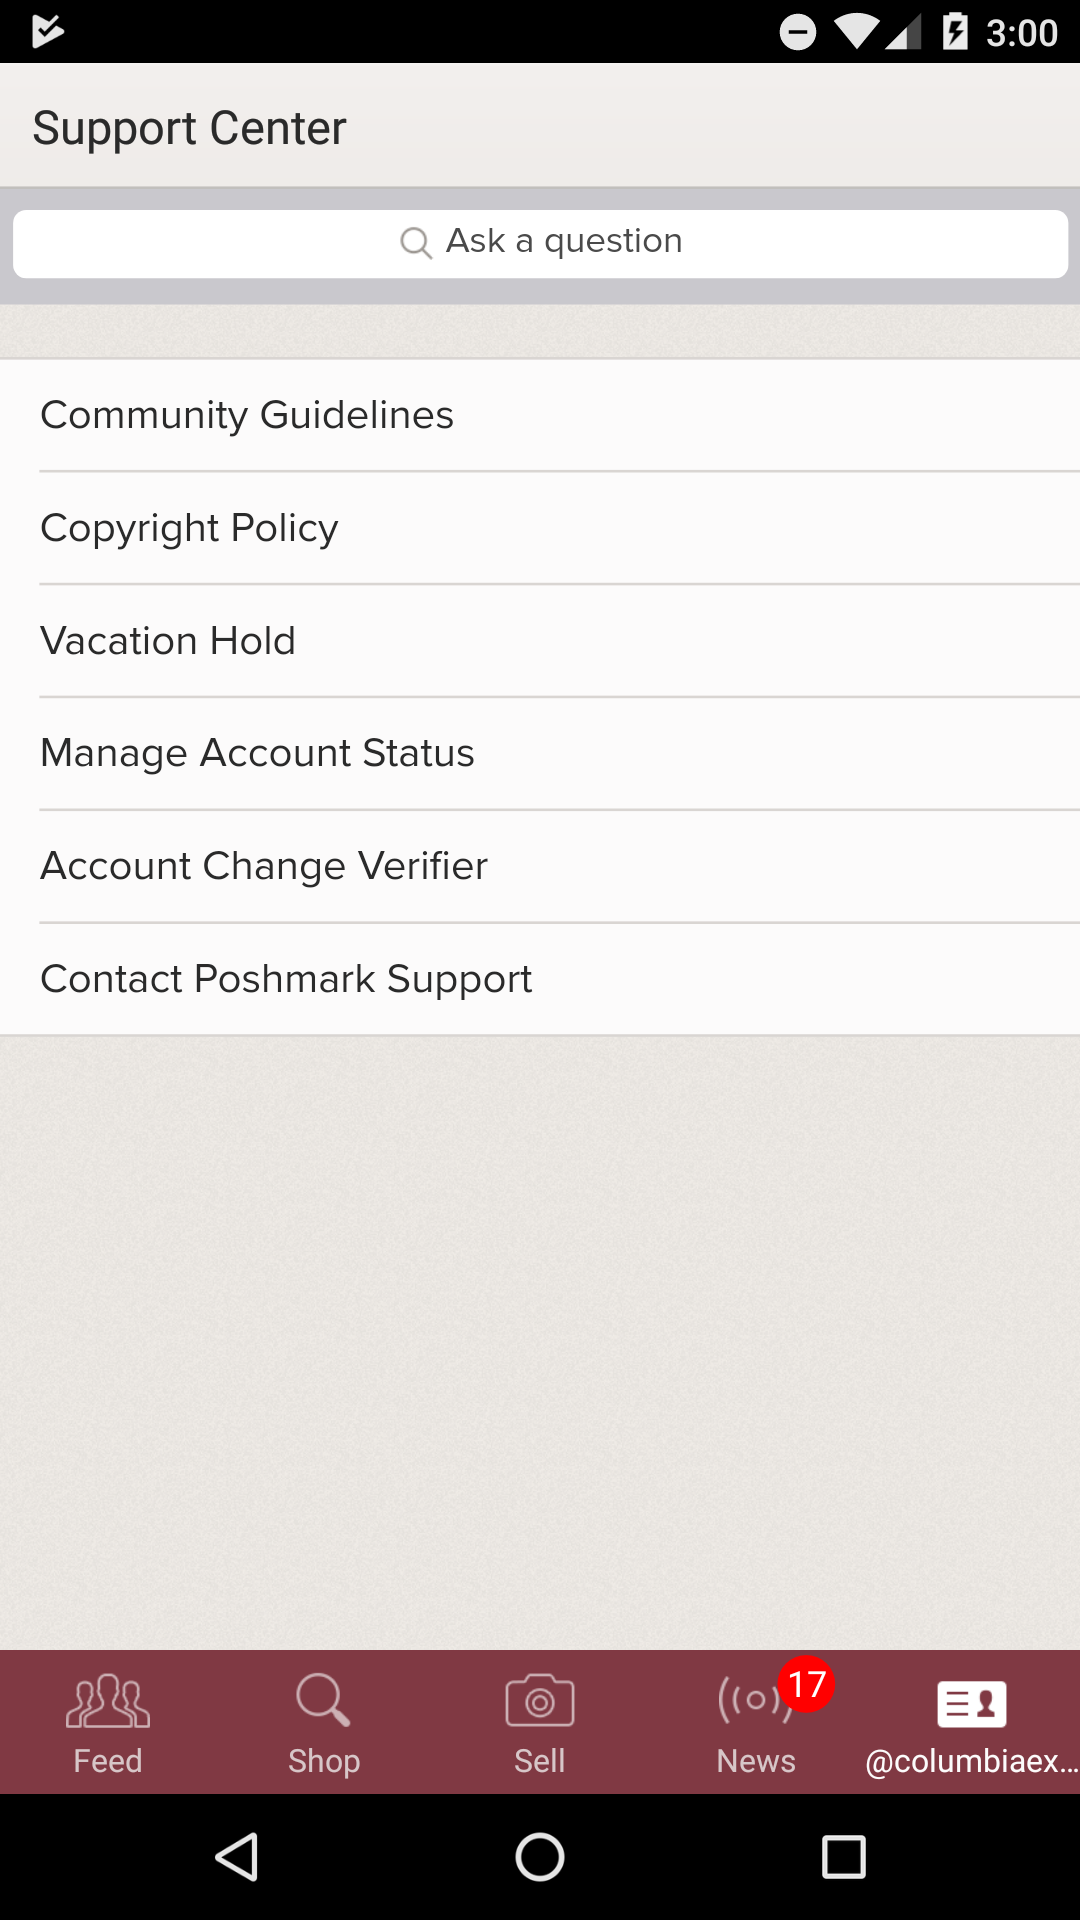 3:00
Support Center
Ask a question
Community Guidelines
Copyright Policy
Vacation Hold
Manage Account Status
Account Change Verifier
Contact Poshmark Support
17
Feed
Shop
Sell
News
@columbiaex...